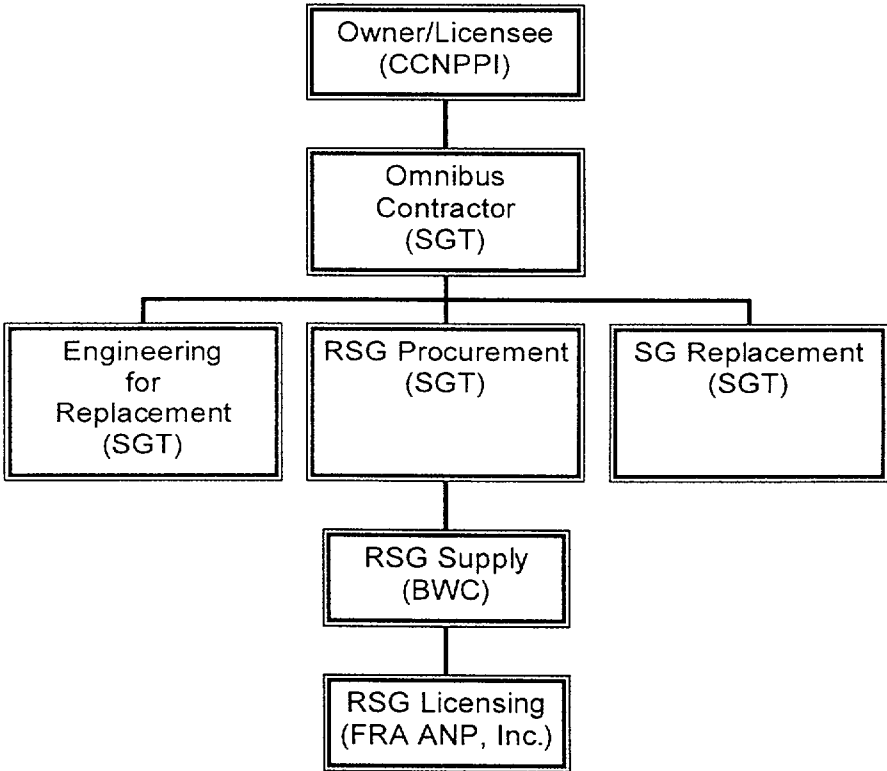 Owner/Licensee
(CCNPPI)
Omnibus
Contractor
(SGT)
Engineering
for
Replacement
(SGT)
RSG Procurement
(SGT)
SG Replacement
(SGT)
RSG Supply
(BWC)
RSG Licensing
(FRA ANP, Inc.)